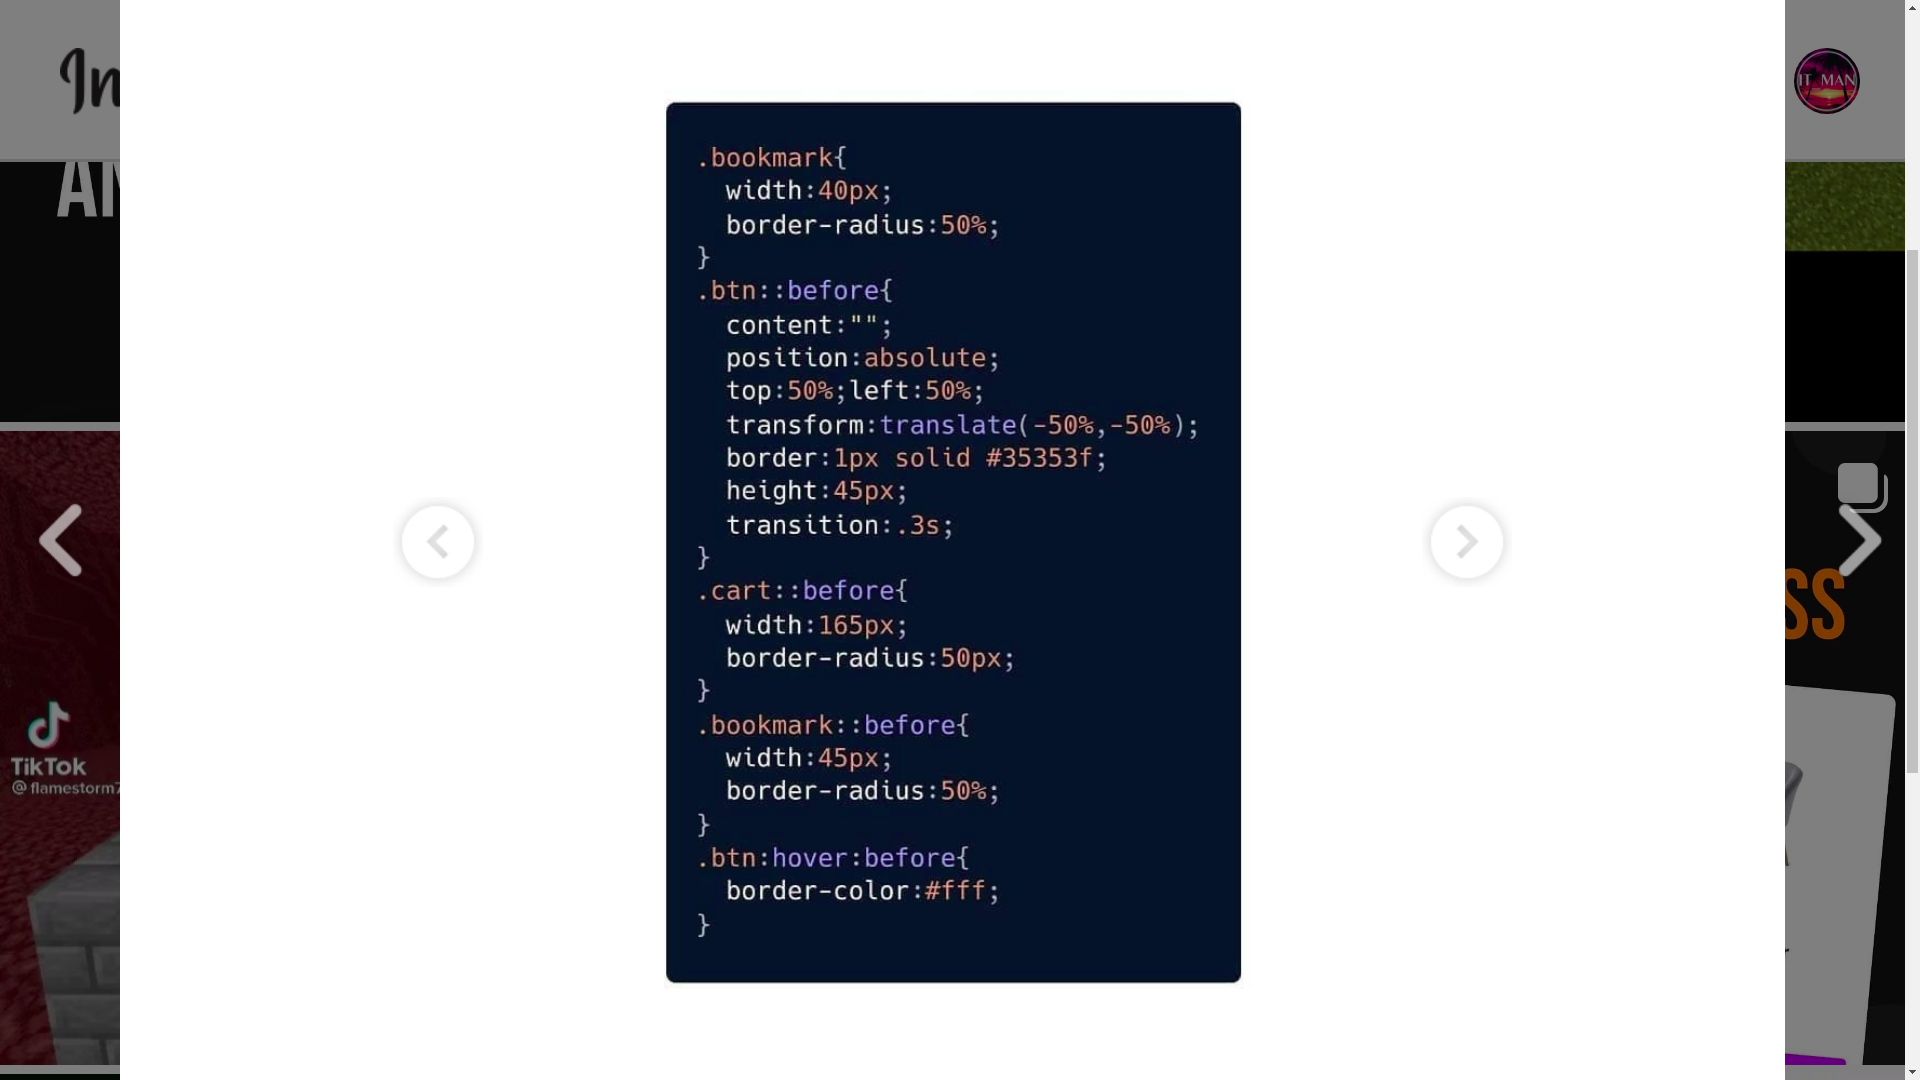 In
IT MAN
AN
.bookmark{
width:40px;
border-radius:50%;
}
.btn::before{
content:"";
position:absolute;
top:50%;left:50%;
transform:translate(-50%,-50%);
border:1px solid #35353f;
height:45px;
transition:.3s;
}
.cart::before{
width:165px;
border-radius:50px;
}
.bookmark::before{
width:45px;
border-radius:50%;
}
.btn:hover:before{
border-color:#fff;
}
SS
TikTok
@flamestorm7